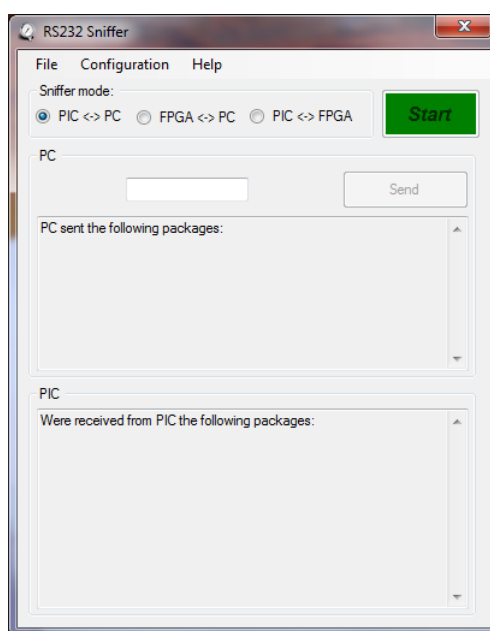 RS232 Sniffer
File Configuration Help
Sniffer mode:
PIC <-> PC FPGA <-> PC PIC <-> FPGA Start
PC
Send
PC sent the following packages:
PIC
Were received from PIC the following packages: